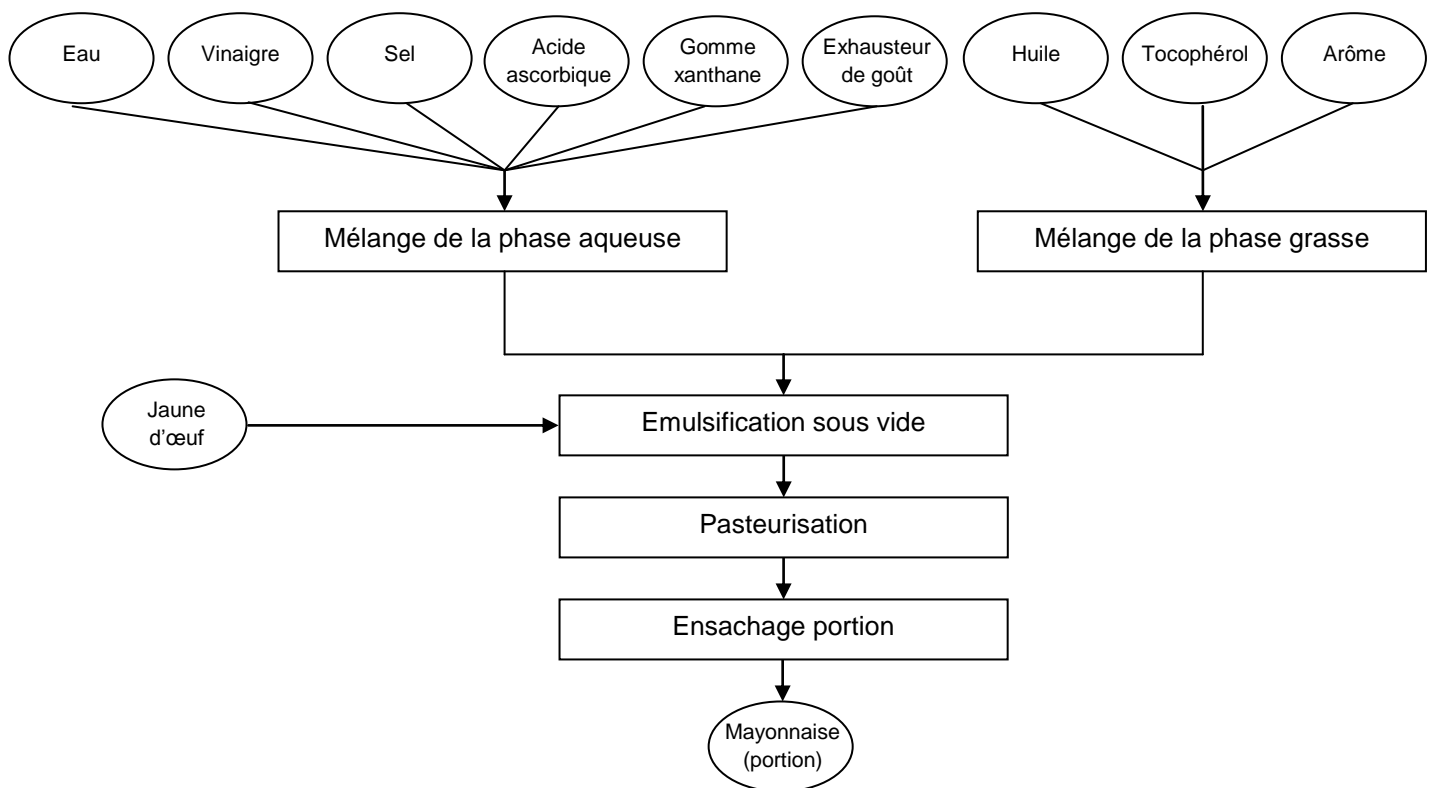 Eau
Vinaigre
Sel
Acide
ascorbique
Gomme
xanthane
Exhausteur
de goût
Huile
Tocophérol
Arôme
Mélange de la phase aqueuse
Mélange de la phase grasse
Jaune
d'œuf
Emulsification sous vide
Pasteurisation
Ensachage portion
Mayonnaise
(portion)